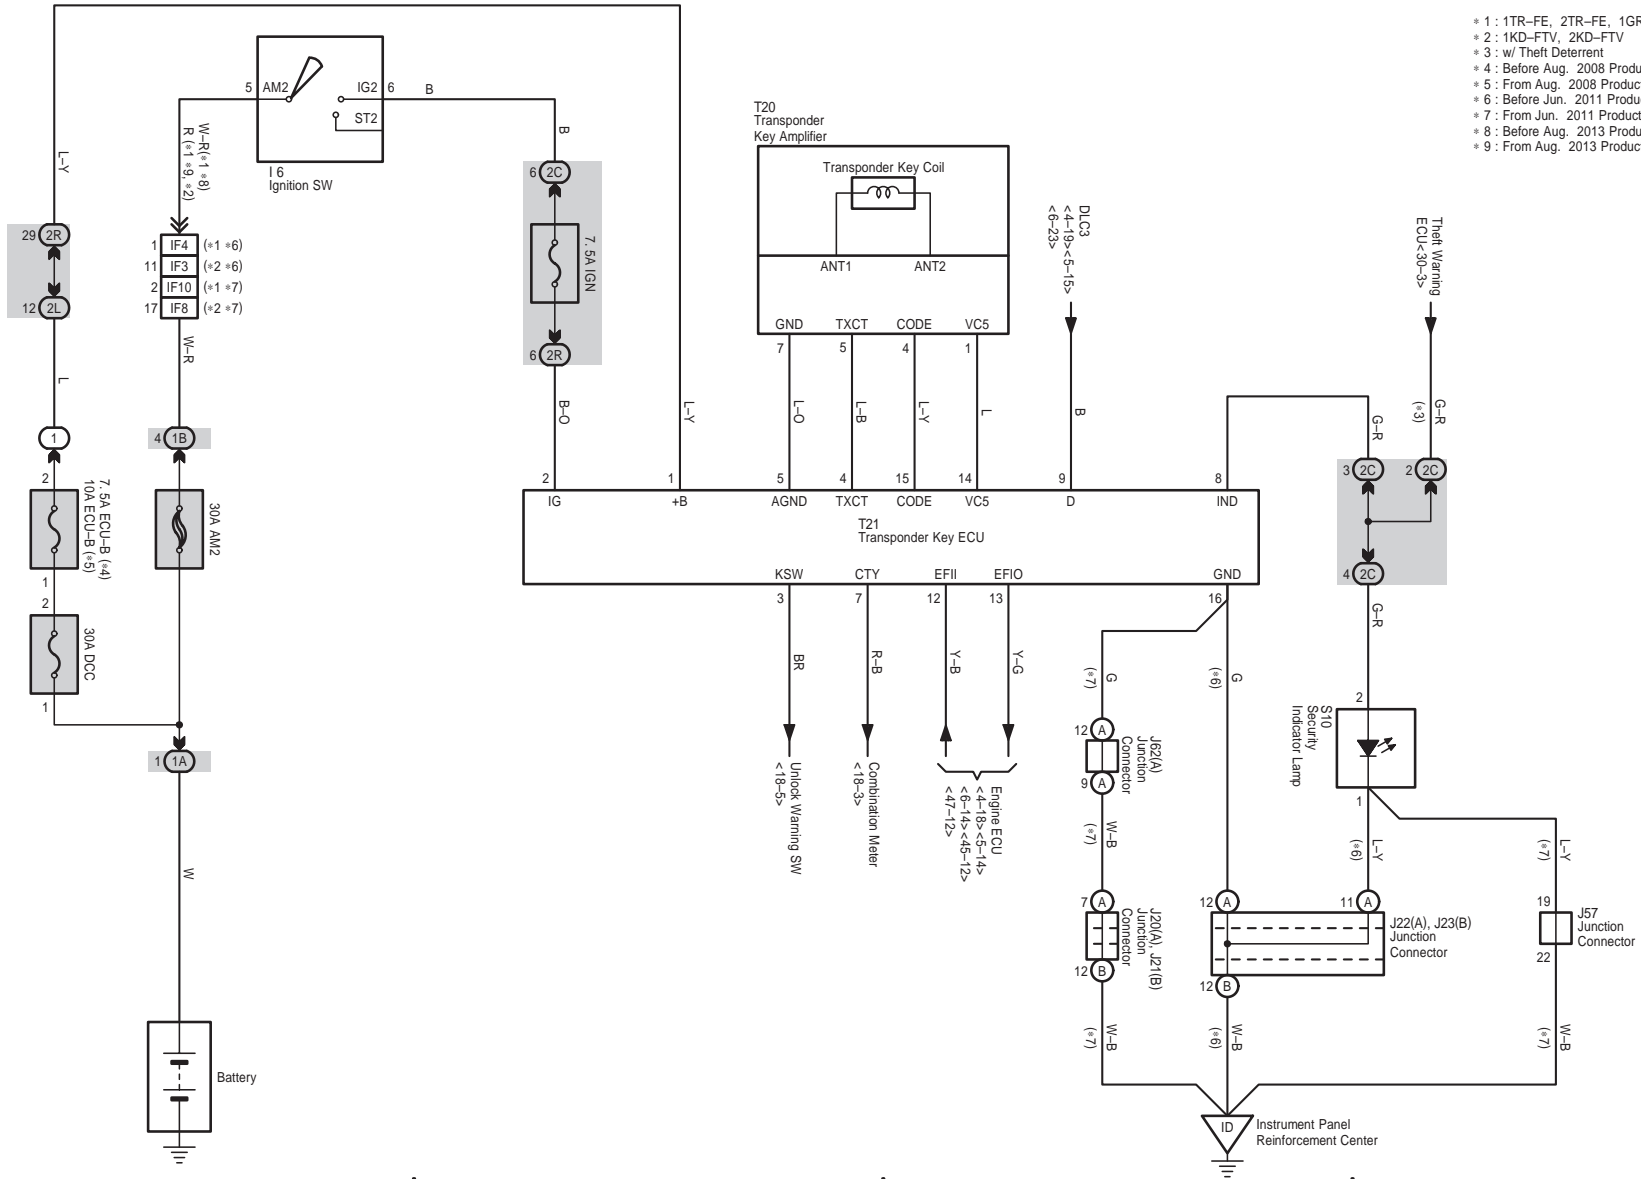 ∗ 1 : 1TR–FE, 2TR–FE, 1GR
∗ 2 : 1KD–FTV, 2KD–FTV
∗ 3 : w/ Theft Deterrent
∗ 4 : Before Aug. 2008 Produ
∗ 5 : From Aug. 2008 Product
∗ 6 : Before Jun. 2011 Produc
∗ 7 : From Jun. 2011 Product
∗ 8 : Before Aug. 2013 Produ
∗ 9 : From Aug. 2013 Produc
5 AM2 IG2 6 B
ST2
I 6
Ignition SW
L–Y
W–R(∗1 ∗8)
R (∗1 ∗9, ∗2)
B
6 2C
7. 5A IGN
6 2R
B–O
L–Y
29 2R
12 2L
1 IF4 (∗1 ∗6)
11 IF3 (∗2 ∗6)
2 IF10 (∗1 ∗7)
17 IF8 (∗2 ∗7)
L
W–R
1
4 1B
2
7. 5A ECU–B (∗4)
10A ECU–B (∗5)
1
30A AM2
2
30A DCC
1
1 1A
W
Battery
T20
Transponder
Key Amplifier
Transponder Key Coil
ANT1 ANT2
GND TXCT CODE VC5
7 5 4 1
L–O L–B L–Y L
DLC3
<4–19><5–15>
<6–23>
B
Theft Warning
ECU<30–3>
G–R
(∗3)
G–R
3 2C 2 2C
4 2C
G–R
2 1 5 4 15 14 9 8
IG +B AGND TXCT CODE VC5 D IND
T21
Transponder Key ECU
KSW CTY EFII EFIO GND
3 7 12 13 16
BR R–B Y–B Y–G
Unlock Warning SW
<18–5>
Combination Meter
<18–3>
Engine ECU
<4–18><5–14>
<6–14><45–12>
<47–12>
G
(∗7)
G
(∗6)
12 A
J62(A)
Junction
Connector
9 A
W–B
(∗7)
7 A
J20(A), J21(B)
Junction
Connector
12 B
W–B
(∗7)
2
S10
Security
Indicator Lamp
1
L–Y
(∗6)
L–Y
(∗7)
12 A 11 A
J22(A), J23(B)
Junction
Connector
12 B
W–B
(∗6)
19
J57
Junction
Connector
22
W–B
(∗7)
ID
Instrument Panel
Reinforcement Center